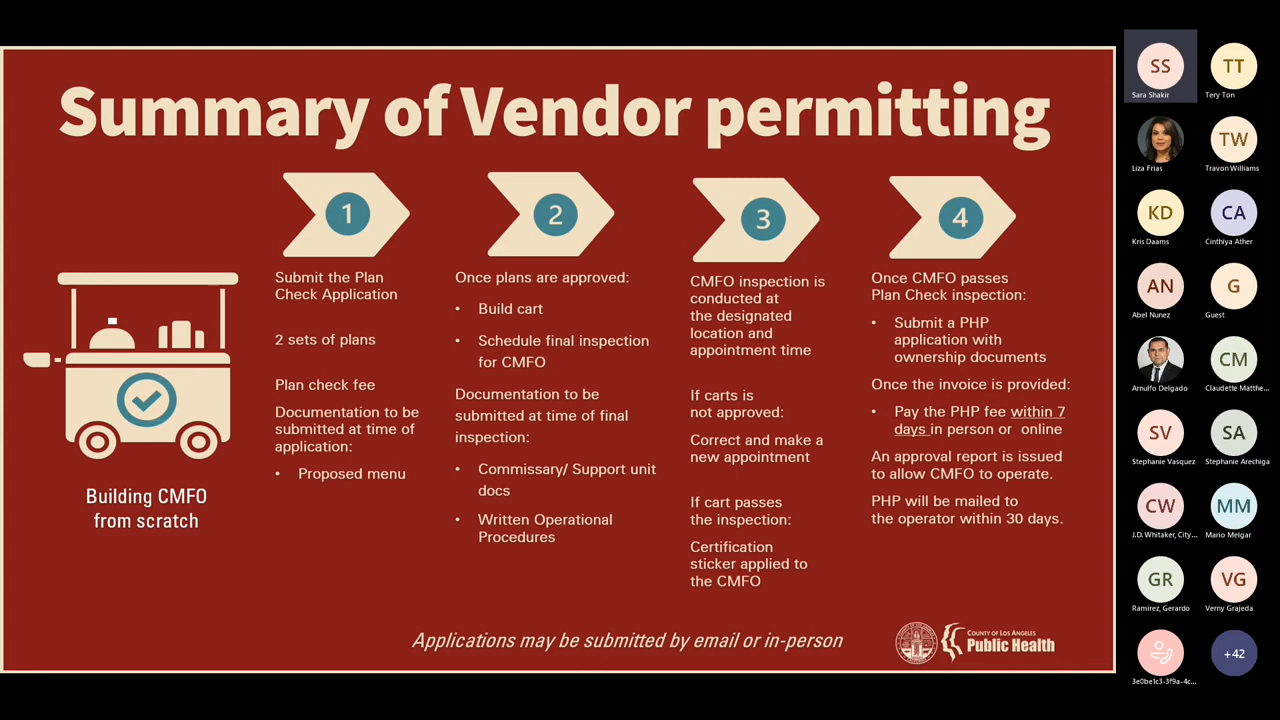 Summary of Vendor permitting
1
Submit the Plan
Check Application
2 sets of plans
Plan check fee
Documentation to be
submitted at time of
application:
• Proposed menu
2
Once plans are approved:
• Build cart
• Schedule final inspection
for CMFO
Documentation to be
submitted at time of final
inspection:
• Commissary/ Support unit
docs
• Written Operational
Procedures
3
CMFO inspection is
conducted at
the designated
location and
appointment time
If carts is
not approved:
Correct and make a
new appointment
If cart passes
the inspection:
Certification
sticker applied to
the CMFO
4
Once CMFO passes
Plan Check inspection:
• Submit a PHP
application with
ownership documents
Once the invoice is provided:
• Pay the PHP fee within 7
days in person or online
An approval report is issued
to allow CMFO to operate.
PHP will be mailed to
the operator within 30 days.
Building CMFO
from scratch
Applications may be submitted by email or in-person
County of Los Angeles
Public Health
SS
Sara Shakir
TT
Tery Ton
Liza Frias
TW
Travon Williams
KD
Kris Daams
CA
Cinthiya Ather
AN
Abel Nunez
G
Guest
Arnulfo Delgado
CM
Claudette Matthe...
SV
Stephanie Vasquez
SA
Stephanie Arechiga
CW
J.D. Whitaker, City...
MM
Mario Melgar
GR
Ramirez, Gerardo
VG
Verny Grajeda
3e0be1c3-3f9a-4c...
+42